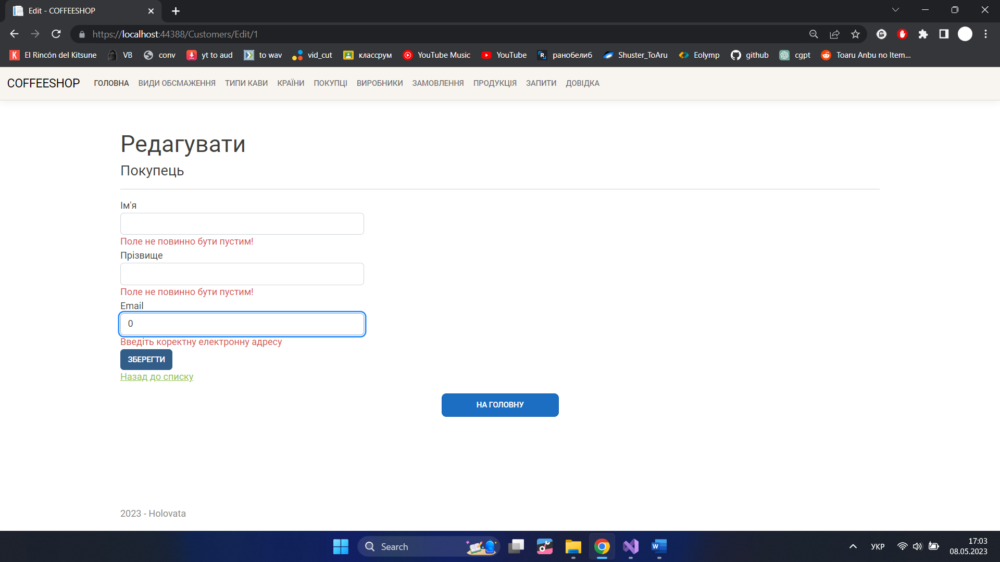 Edit - COFFEESHOP
https://localhost:44388/Customers/Edit/1
El Rincón del Kitsune VB conv yt to aud to wav vid_cut классрум YouTube Music YouTube ранобелиб Shuster_ToAru Eolymp github cgpt Toaru Anbu no Item...
COFFEESHOP ГОЛОВНА ВИДИ ОБСМАЖЕННЯ ТИПИ КАВИ КРАЇНИ ПОКУПЦІ ВИРОБНИКИ ЗАМОВЛЕННЯ ПРОДУКЦІЯ ЗАПИТИ ДОВІДКА
Редагувати
Покупець
Ім'я
Поле не повинно бути пустим!
Прізвище
Поле не повинно бути пустим!
Email
0
Введіть коректну електронну адресу
ЗБЕРЕГТИ
Назад до списку
НА ГОЛОВНУ
2023 - Holovata
Search
УКР
17:03
08.05.2023